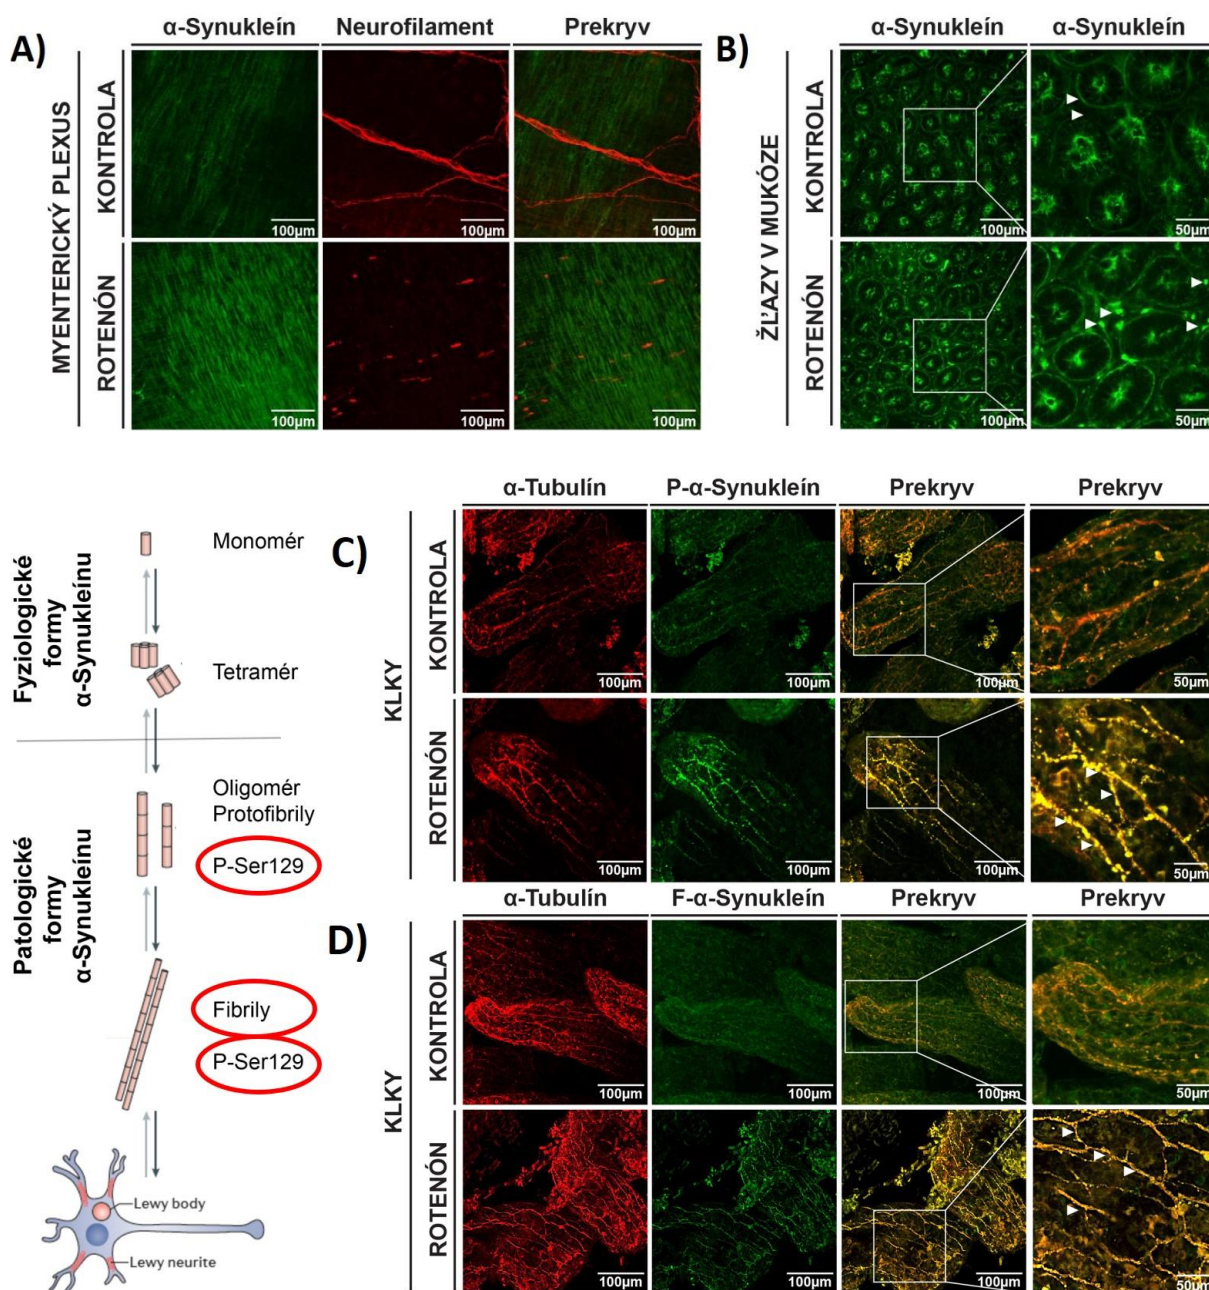 A)
α-Synukleín Neurofilament Prekryv
MYENTERICKÝ PLEXUS
KONTROLA
100µm 100µm 100µm
ROTENÓN
100µm 100µm 100µm
B)
α-Synukleín α-Synukleín
ŽĽAZY V MUKÓZE
KONTROLA
100µm 50µm
ROTENÓN
100µm 50µm
Fyziologické
formy
α-Synukleínu
Monomér
Tetramér
Patologické
formy
α-Synukleínu
Oligomér
Protofibrily
P-Ser129
Fibrily
P-Ser129
Lewy body
Lewy neurite
C)
α-Tubulín P-α-Synukleín Prekryv Prekryv
KLKY
KONTROLA
100µm 100µm 100µm 50µm
ROTENÓN
100µm 100µm 100µm 50µm
D)
α-Tubulín F-α-Synukleín Prekryv Prekryv
KLKY
KONTROLA
100µm 100µm 100µm 50µm
ROTENÓN
100µm 100µm 100µm 50µm